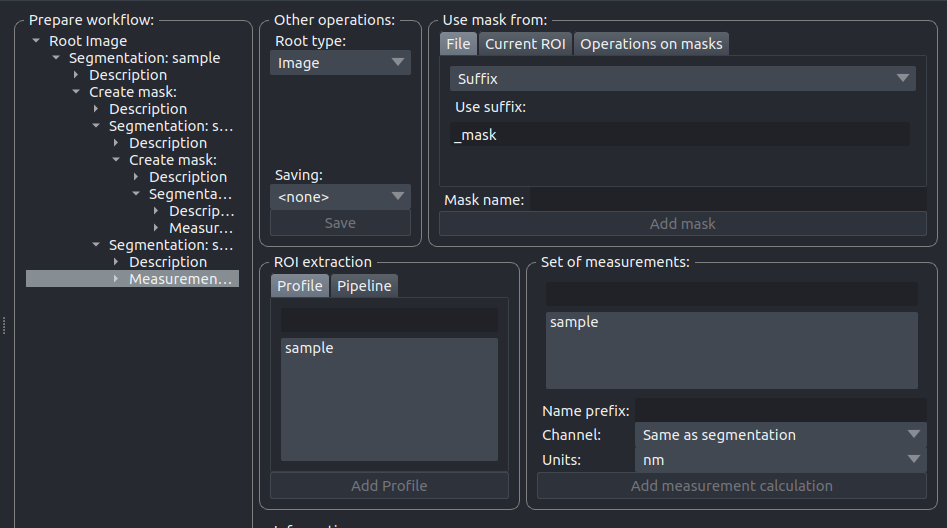 Prepare workflow:
Root Image
Segmentation: sample
Description
Create mask:
Description
Segmentation: s...
Description
Create mask:
Description
Segmenta...
Descrip...
Measur...
Segmentation: s...
Description
Measuremen...
Other operations:
Root type:
Image
Saving:
<none>
Save
Use mask from:
File Current ROI Operations on masks
Suffix
Use suffix:
_mask
Mask name:
Add mask
ROI extraction
Profile Pipeline
sample
Add Profile
Set of measurements:
sample
Name prefix:
Channel: Same as segmentation
Units: nm
Add measurement calculation